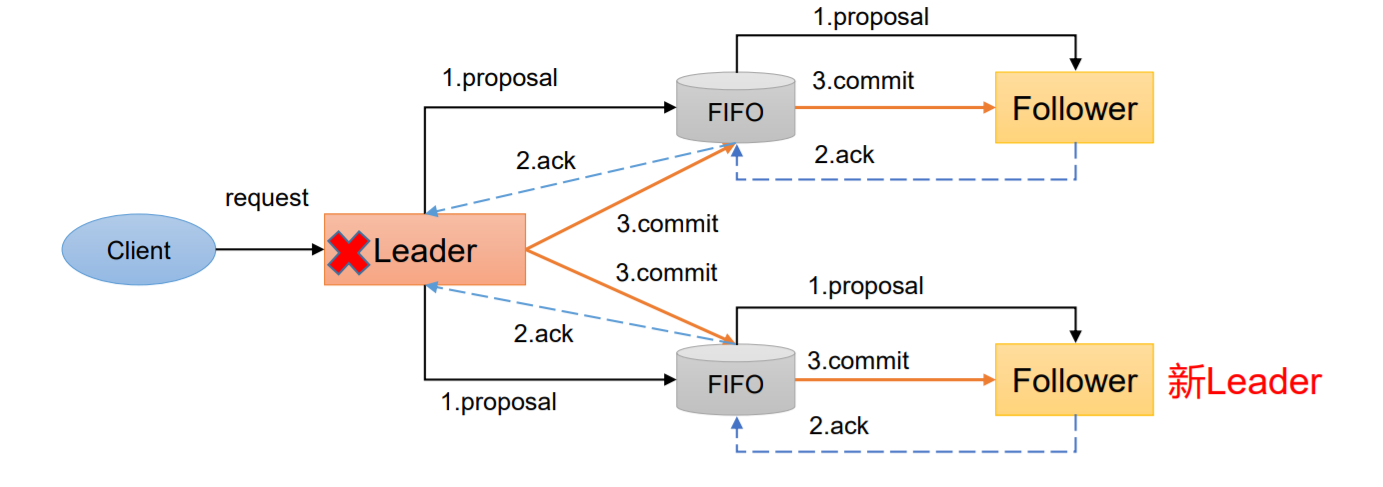 1.proposal
1.proposal
3.commit
FIFO
Follower
2.ack
2.ack
request
3.commit
Client
Leader
3.commit
1.proposal
2.ack
3.commit
FIFO
Follower
新Leader
1.proposal
2.ack